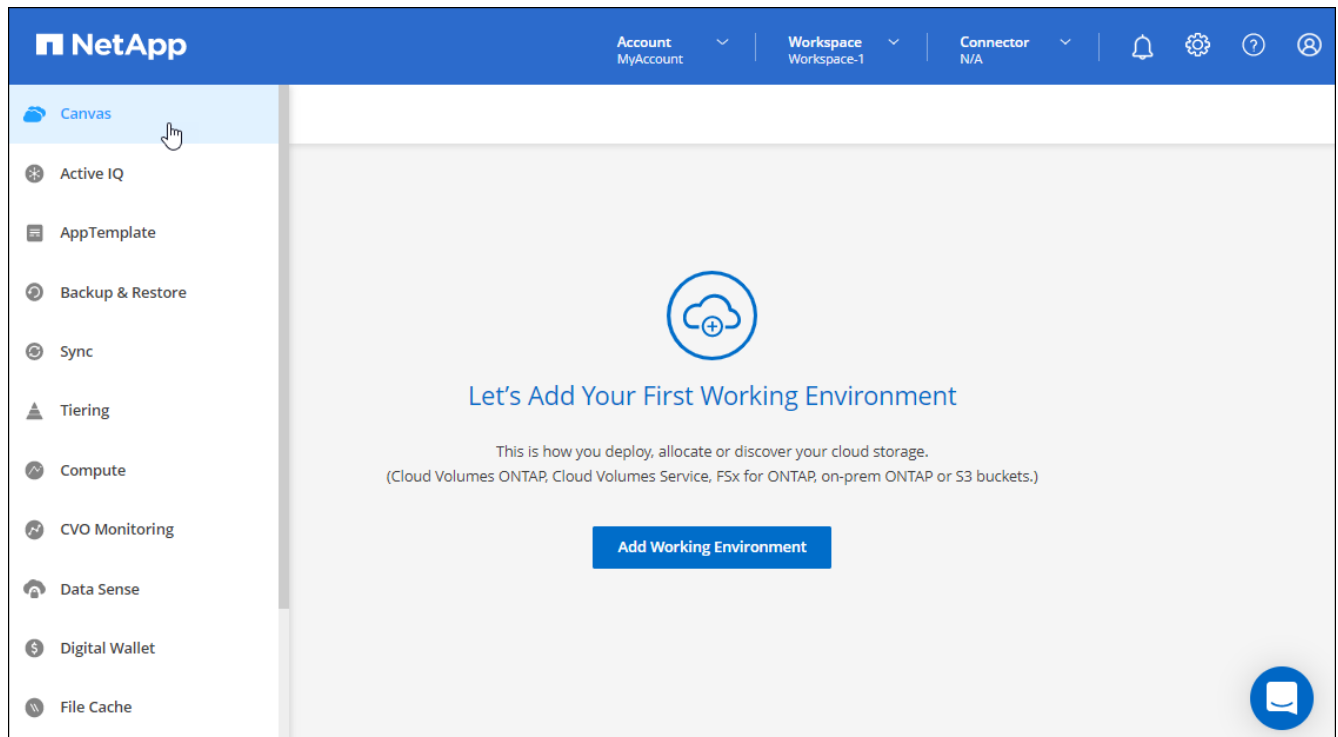 NetApp
Account
MyAccount
Workspace
Workspace-1
Connector
N/A
Canvas
Active IQ
AppTemplate
Backup & Restore
Sync
Tiering
Compute
CVO Monitoring
Data Sense
Digital Wallet
File Cache
Let's Add Your First Working Environment
This is how you deploy, allocate or discover your cloud storage.
(Cloud Volumes ONTAP, Cloud Volumes Service, FSx for ONTAP, on-prem ONTAP or S3 buckets.)
Add Working Environment